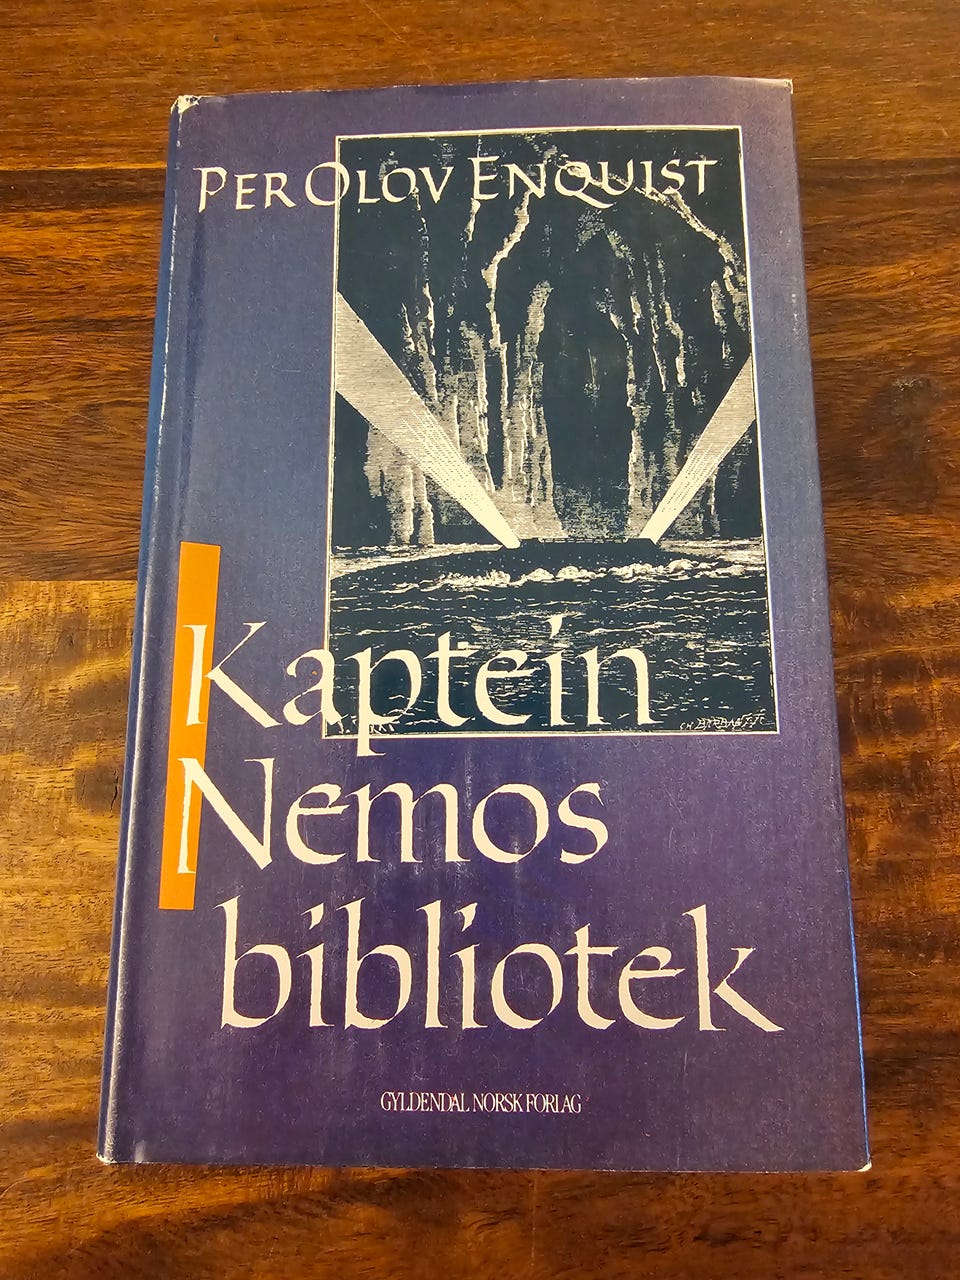 PER OLOV ENQUIST
Kaptein
Nemos
bibliotek
GYLDENDAL NORSK FORLAG